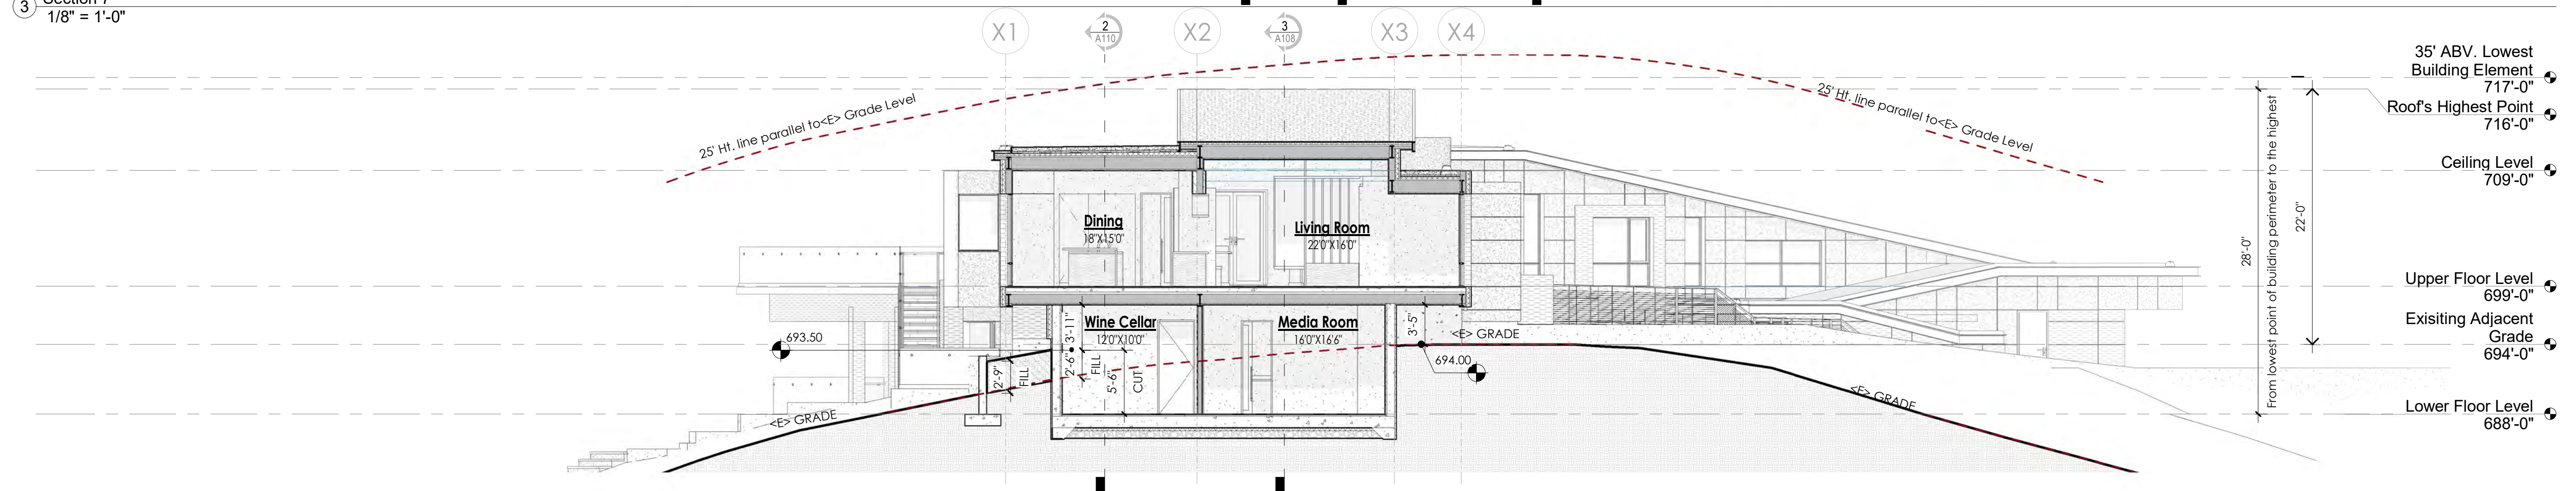 3
Section 7
1/8" = 1'-0"
X1
2
A110
X2
3
A108
X3
X4
35' ABV. Lowest
Building Element
717'-0"
Roof's Highest Point
716'-0"
Ceiling Level
709'-0"
Upper Floor Level
699'-0"
Exisiting Adjacent
Grade
694'-0"
Lower Floor Level
688'-0"
25' Ht. line parallel to<E> Grade Level
25' Ht. line parallel to<E> Grade Level
From lowest point of building perimeter to the highest
28'-0"
22'-0"
Dining
18"X15'0"
Living Room
22'0"X16'0"
Wine Cellar
12'0"X10'0"
Media Room
16'0"X16'6"
693.50
3'-11"
2'-6"
FILL
5'-6"
CUT
2'-9"
FILL
3'-5"
<E> GRADE
694.00
<E> GRADE
<E> GRADE